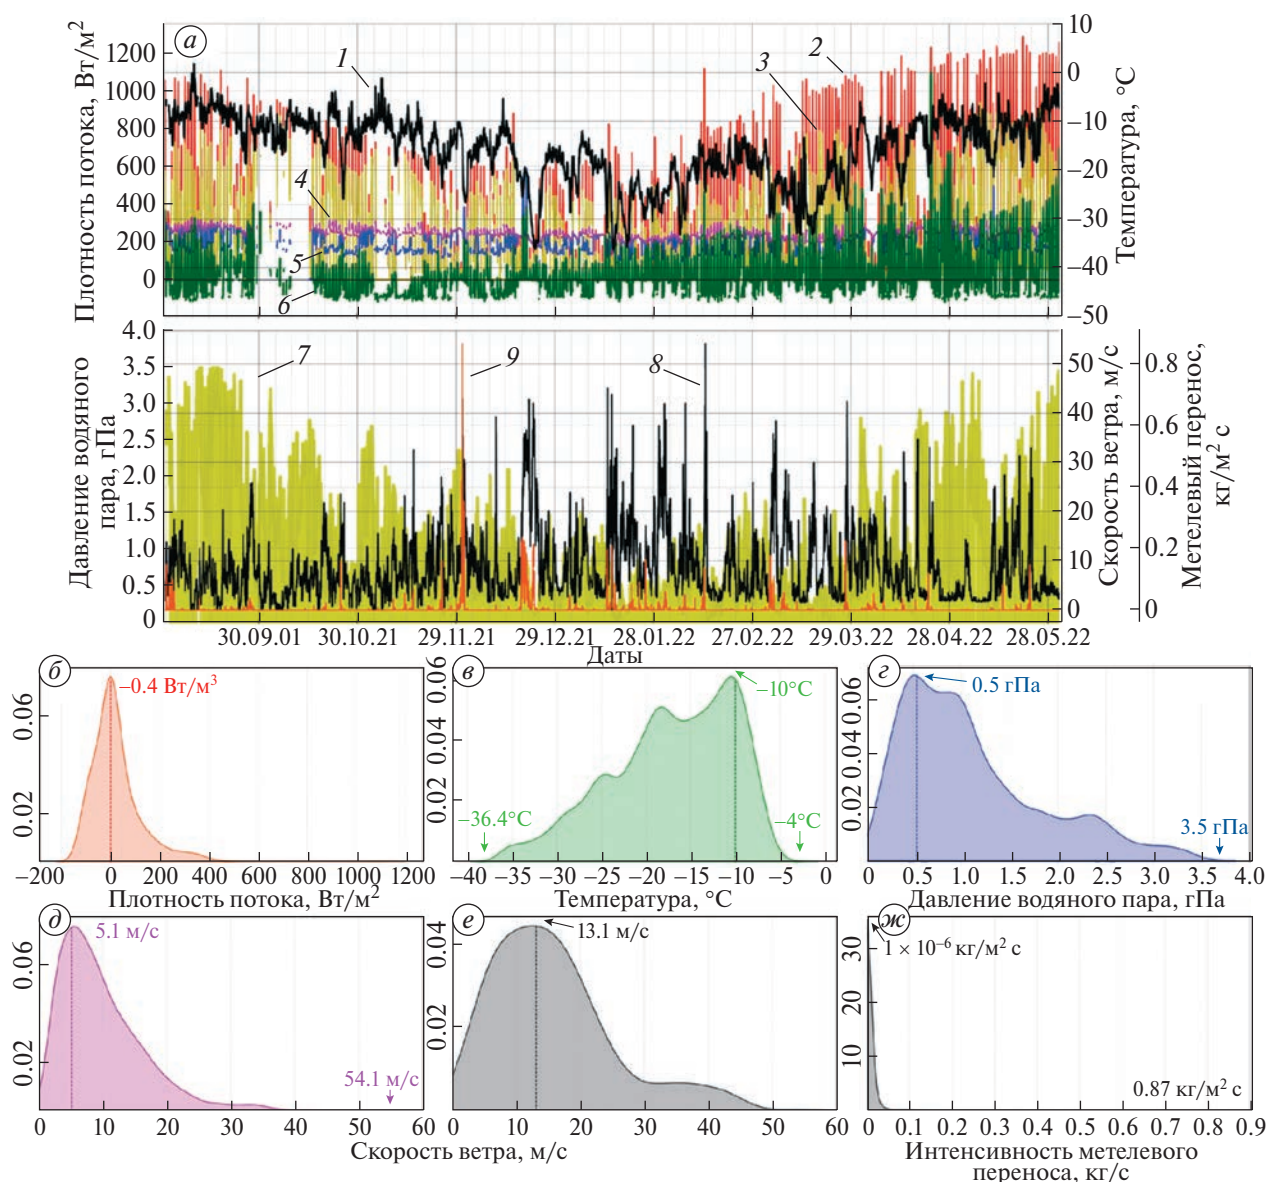 а
Плотность потока, Вт/м²
1200
1000
800
600
400
200
0
1
2
3
4
5
6
10
0
−10
−20
−30
−40
−50
Температура, °C
Давление водяного
пара, гПа
4.0
3.5
3.0
2.5
2.0
1.5
1.0
0.5
0
7
9
8
50
40
30
20
10
0
Скорость ветра, м/с
0.8
0.6
0.4
0.2
0
Метелевый перенос,
кг/м² с
30.09.01 30.10.21 29.11.21 29.12.21 28.01.22 27.02.22 29.03.22 28.04.22 28.05.22
Даты
б
−0.4 Вт/м³
0.06
0.02
−200 0 200 400 600 800 1000 1200
Плотность потока, Вт/м²
в
−10°C
−36.4°C
−4°C
0.06
0.04
0.02
−40 −35 −30 −25 −20 −15 −10 −5 0
Температура, °C
г
0.5 гПа
3.5 гПа
0.06
0.04
0.02
0 0.5 1.0 1.5 2.0 2.5 3.0 3.5 4.0
Давление водяного пара, гПа
д
5.1 м/с
54.1 м/с
0.06
0.02
0 10 20 30 40 50 60
е
13.1 м/с
0.04
0.02
0 10 20 30 40 50 60
Скорость ветра, м/с
ж
1 × 10⁻⁶ кг/м² с
0.87 кг/м² с
30
20
10
0 0.1 0.2 0.3 0.4 0.5 0.6 0.7 0.8 0.9
Интенсивность метелевого
переноса, кг/с